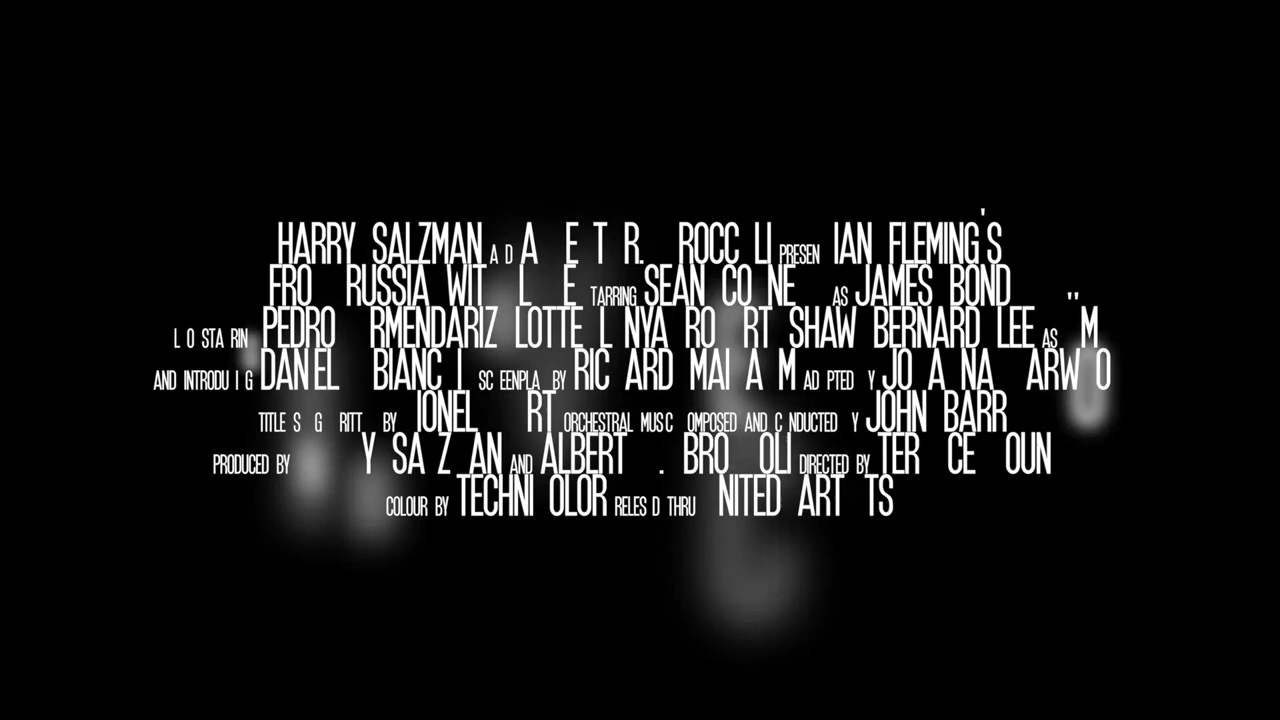 HARRY SALZMAN A D A E T R. ROCC LI PRESEN IAN FLEMING'S
FRO RUSSIA WIT L E TARRING SEAN CO NE AS JAMES BOND
L O STA RIN PEDRO RMENDARIZ LOTTE L NYA RO RT SHAW BERNARD LEE AS "M
AND INTRODU I G DAN EL BIANC I SC EENPLA BY RIC ARD MAI A M AD PTED Y JO A NA ARW O
TITLE S G RITT BY IONEL RT ORCHESTRAL MUS C OMPOSED AND C NDUCTED Y JOHN BARR
PRODUCED BY Y SA Z AN AND ALBERT . BRO OLI DIRECTED BY TER CE OUN
COLOUR BY TECHNI OLOR RELES D THRU NITED ART TS